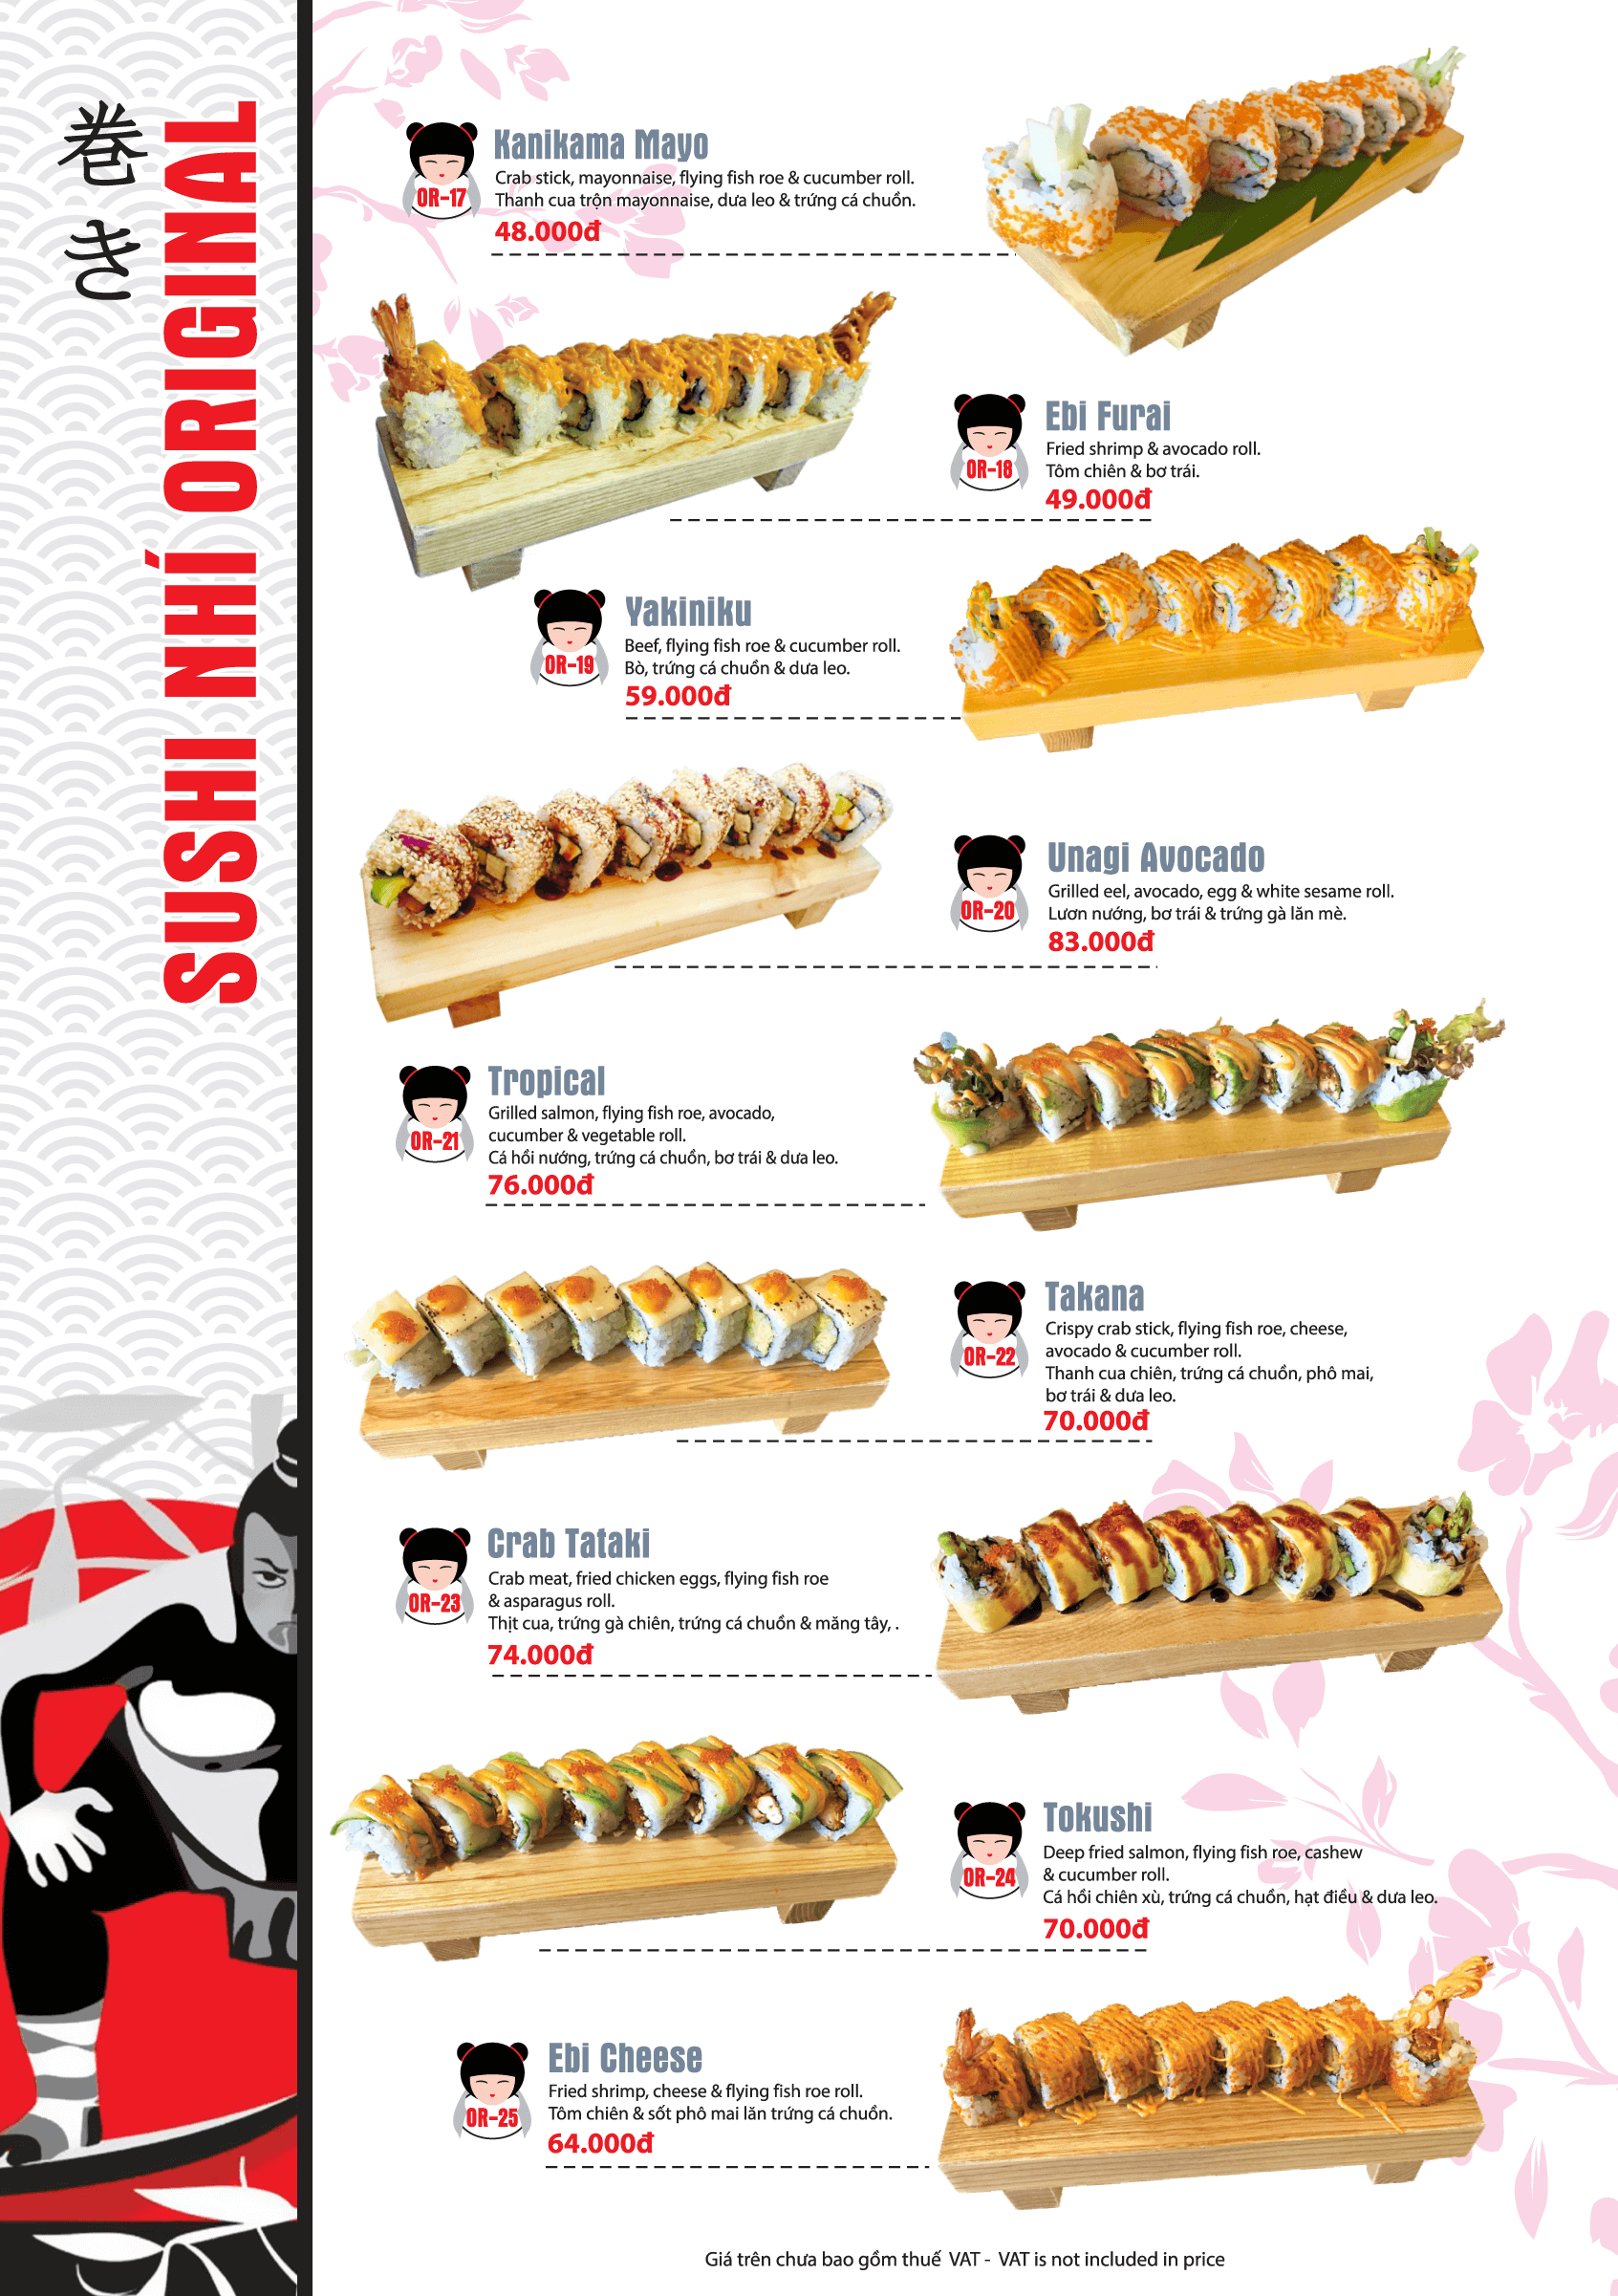 巻き
SUSHI NHÍ ORIGINAL
OR-17
Kanikama Mayo
Crab stick, mayonnaise, flying fish roe & cucumber roll.
Thanh cua trộn mayonnaise, dưa leo & trứng cá chuồn.
48.000đ
OR-18
Ebi Furai
Fried shrimp & avocado roll.
Tôm chiên & bơ trái.
49.000đ
OR-19
Yakiniku
Beef, flying fish roe & cucumber roll.
Bò, trứng cá chuồn & dưa leo.
59.000đ
OR-20
Unagi Avocado
Grilled eel, avocado, egg & white sesame roll.
Lươn nướng, bơ trái & trứng gà lăn mè.
83.000đ
OR-21
Tropical
Grilled salmon, flying fish roe, avocado,
cucumber & vegetable roll.
Cá hồi nướng, trứng cá chuồn, bơ trái & dưa leo.
76.000đ
OR-22
Takana
Crispy crab stick, flying fish roe, cheese,
avocado & cucumber roll.
Thanh cua chiên, trứng cá chuồn, phô mai,
bơ trái & dưa leo.
70.000đ
OR-23
Crab Tataki
Crab meat, fried chicken eggs, flying fish roe
& asparagus roll.
Thịt cua, trứng gà chiên, trứng cá chuồn & măng tây, .
74.000đ
OR-24
Tokushi
Deep fried salmon, flying fish roe, cashew
& cucumber roll.
Cá hồi chiên xù, trứng cá chuồn, hạt điều & dưa leo.
70.000đ
OR-25
Ebi Cheese
Fried shrimp, cheese & flying fish roe roll.
Tôm chiên & sốt phô mai lăn trứng cá chuồn.
64.000đ
Giá trên chưa bao gồm thuế VAT - VAT is not included in price